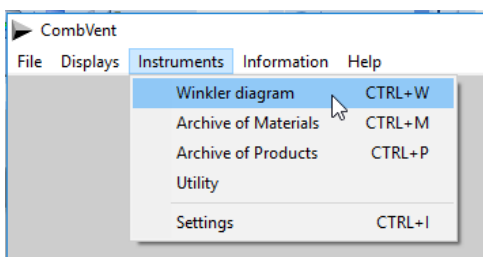 CombVent
File Displays Instruments Information Help
Winkler diagram CTRL+W
Archive of Materials CTRL+M
Archive of Products CTRL+P
Utility
Settings CTRL+I